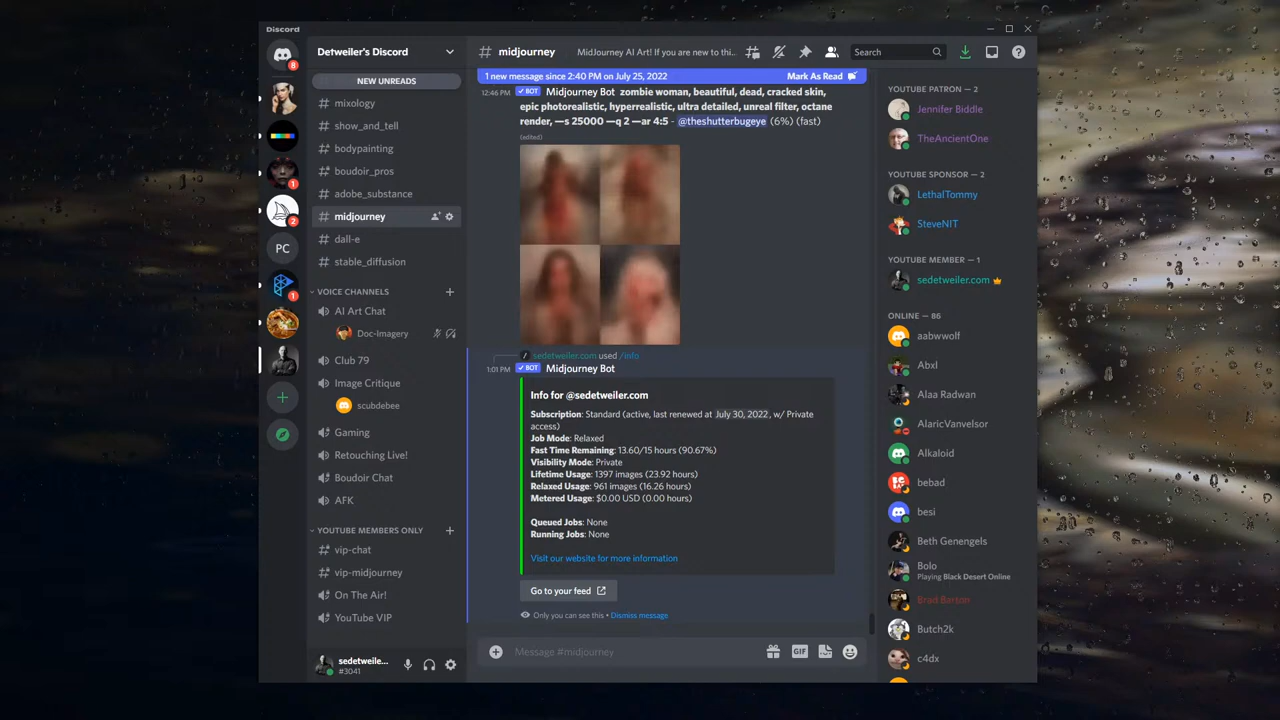 Discord
8
1
2
PC
1
Detweiler's Discord
NEW UNREADS
# mixology
# show_and_tell
# bodypainting
# boudoir_pros
# adobe_substance
# midjourney
# dall-e
# stable_diffusion
VOICE CHANNELS
AI Art Chat
Doc-Imagery
Club 79
Image Critique
scubdebee
Gaming
Retouching Live!
Boudoir Chat
AFK
YOUTUBE MEMBERS ONLY
# vip-chat
# vip-midjourney
On The Air!
YouTube VIP
sedetweile...
#3041
# midjourney
MidJourney AI Art! If you are new to thi...
Search
1 new message since 2:40 PM on July 25, 2022
Mark As Read
12:46 PM ✓ BOT Midjourney Bot zombie woman, beautiful, dead, cracked skin,
epic photorealistic, hyperrealistic, ultra detailed, unreal filter, octane
render, —s 25000 —q 2 —ar 4:5 - @theshutterbugeye (6%) (fast)
(edited)
/ sedetweiler.com used /info
1:01 PM ✓ BOT Midjourney Bot
Info for @sedetweiler.com
Subscription: Standard (active, last renewed at July 30, 2022, w/ Private
access)
Job Mode: Relaxed
Fast Time Remaining: 13.60/15 hours (90.67%)
Visibility Mode: Private
Lifetime Usage: 1397 images (23.92 hours)
Relaxed Usage: 961 images (16.26 hours)
Metered Usage: $0.00 USD (0.00 hours)
Queued Jobs: None
Running Jobs: None
Visit our website for more information
Go to your feed
Only you can see this • Dismiss message
Message #midjourney
GIF
YOUTUBE PATRON — 2
Jennifer Biddle
TheAncientOne
YOUTUBE SPONSOR — 2
LethalTommy
SteveNIT
YOUTUBE MEMBER — 1
sedetweiler.com
ONLINE — 86
aabwwolf
Abxl
Alaa Radwan
AlaricVanvelsor
Alkaloid
bebad
besi
Beth Genengels
Bolo
Playing Black Desert Online
Brad Barson
Butch2k
c4dx